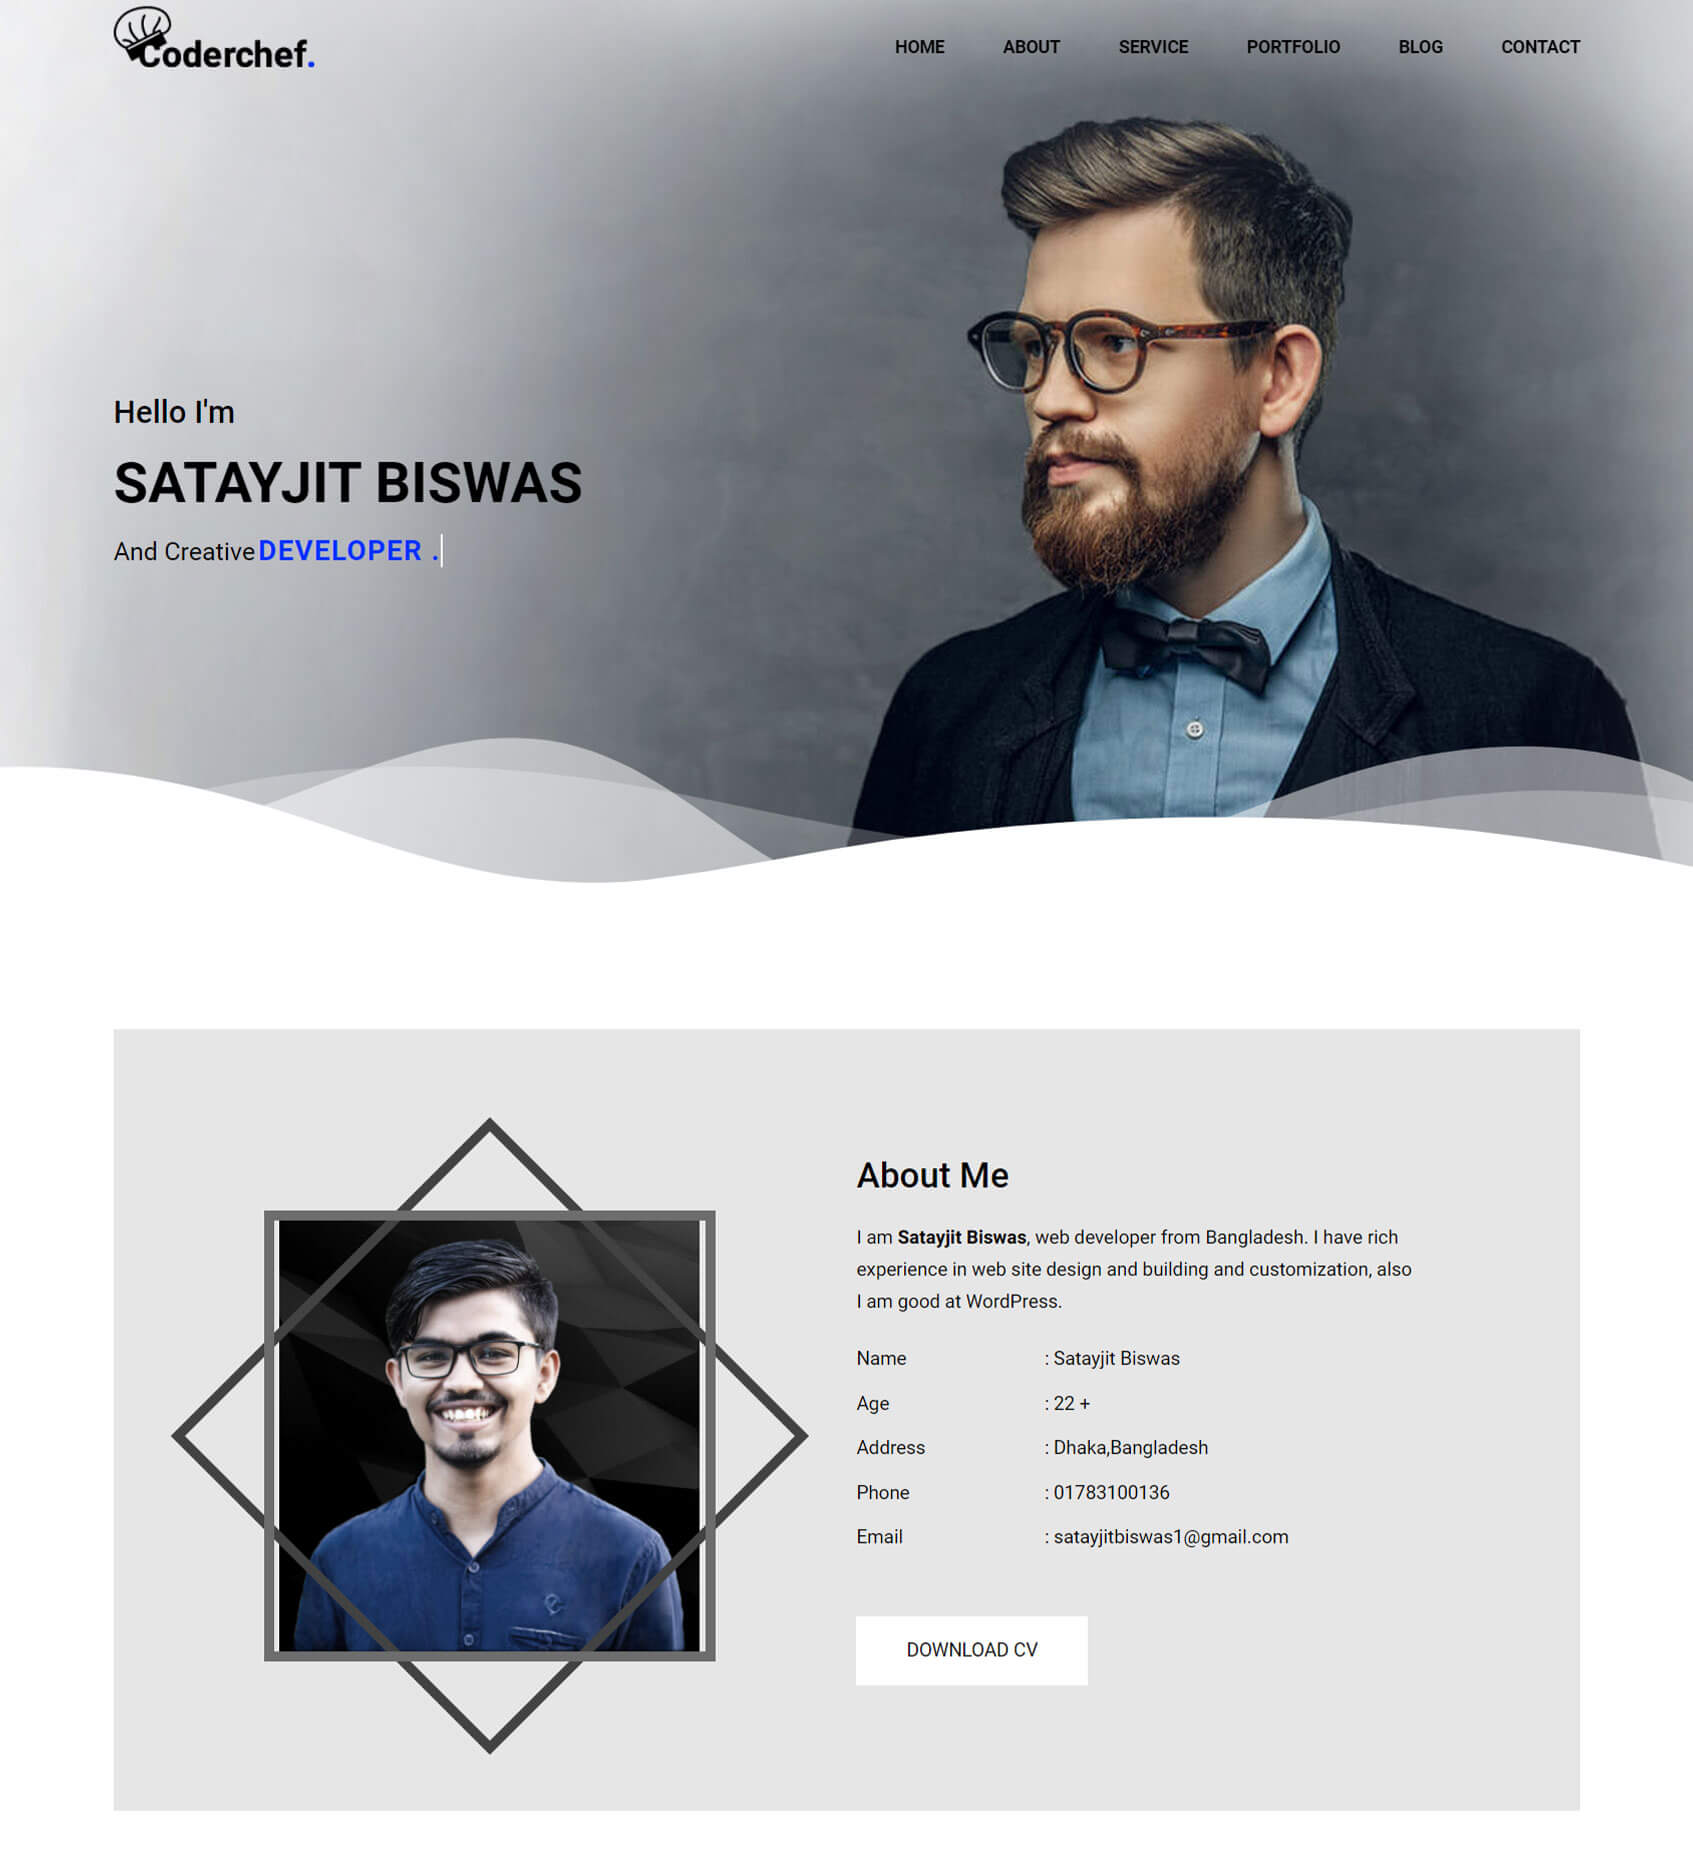 Coderchef.
HOME ABOUT SERVICE PORTFOLIO BLOG CONTACT
Hello I'm
SATAYJIT BISWAS
And Creative DEVELOPER .
About Me
I am Satayjit Biswas, web developer from Bangladesh. I have rich
experience in web site design and building and customization, also
I am good at WordPress.
Name : Satayjit Biswas
Age : 22 +
Address : Dhaka,Bangladesh
Phone : 01783100136
Email : satayjitbiswas1@gmail.com
DOWNLOAD CV